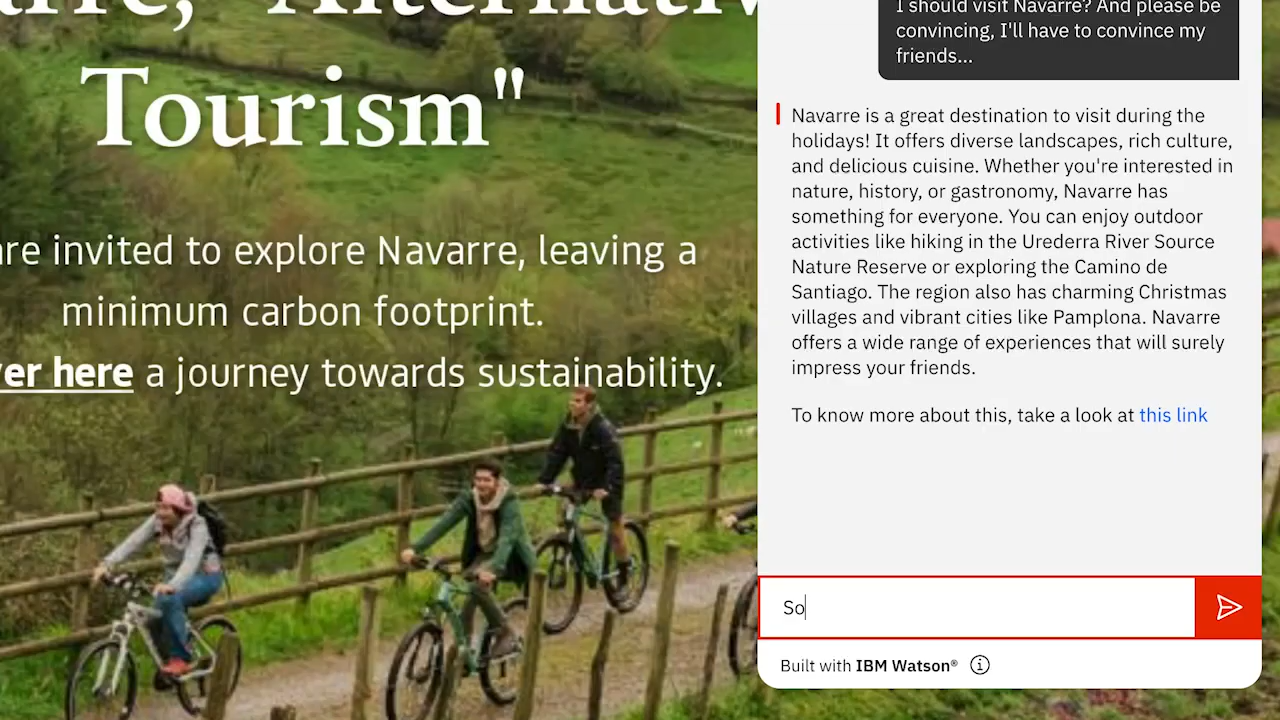 Tourism"
are invited to explore Navarre, leaving a
minimum carbon footprint.
er here a journey towards sustainability.
I should visit Navarre? And please be
convincing, I'll have to convince my
friends...
Navarre is a great destination to visit during the
holidays! It offers diverse landscapes, rich culture,
and delicious cuisine. Whether you're interested in
nature, history, or gastronomy, Navarre has
something for everyone. You can enjoy outdoor
activities like hiking in the Urederra River Source
Nature Reserve or exploring the Camino de
Santiago. The region also has charming Christmas
villages and vibrant cities like Pamplona. Navarre
offers a wide range of experiences that will surely
impress your friends.
To know more about this, take a look at this link
So
Built with IBM Watson®